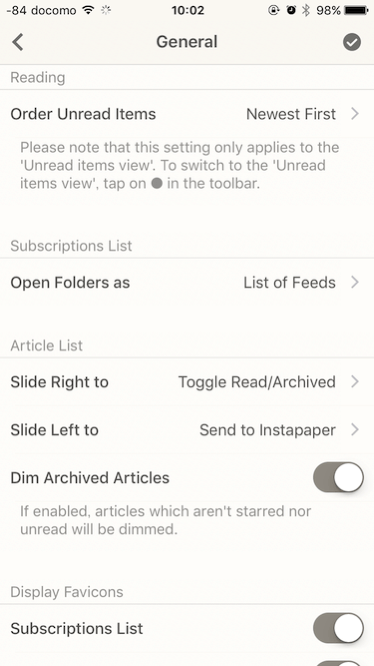 -84 docomo 10:02 98%
General
Reading
Order Unread Items Newest First
Please note that this setting only applies to the
'Unread items view'. To switch to the 'Unread
items view', tap on ● in the toolbar.
Subscriptions List
Open Folders as List of Feeds
Article List
Slide Right to Toggle Read/Archived
Slide Left to Send to Instapaper
Dim Archived Articles
If enabled, articles which aren't starred nor
unread will be dimmed.
Display Favicons
Subscriptions List